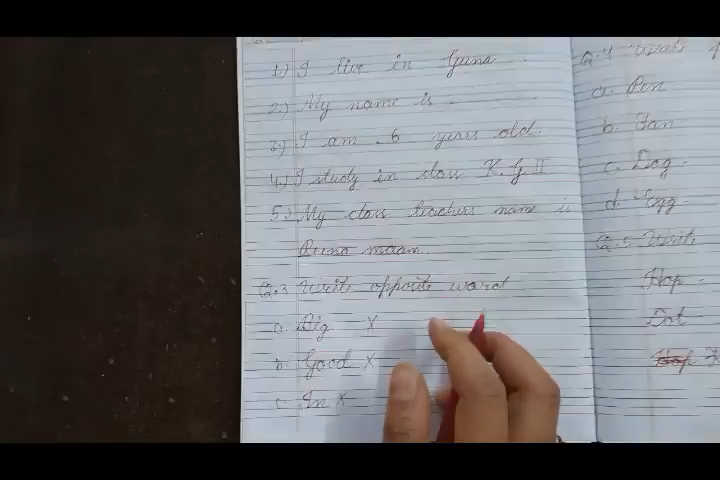 1) I live in Guna
2) My name is
3) I am 6 years old.
4) I study in class K.G II
5) My class teachers name is
Reena maam.
Q.3 Write opposite word
a. Big X
b. Good X
c. In X
Q.4 Write
a. Pen
b. Fan
c. Dog
d. Egg
Q.5 Write
Hop
Dot